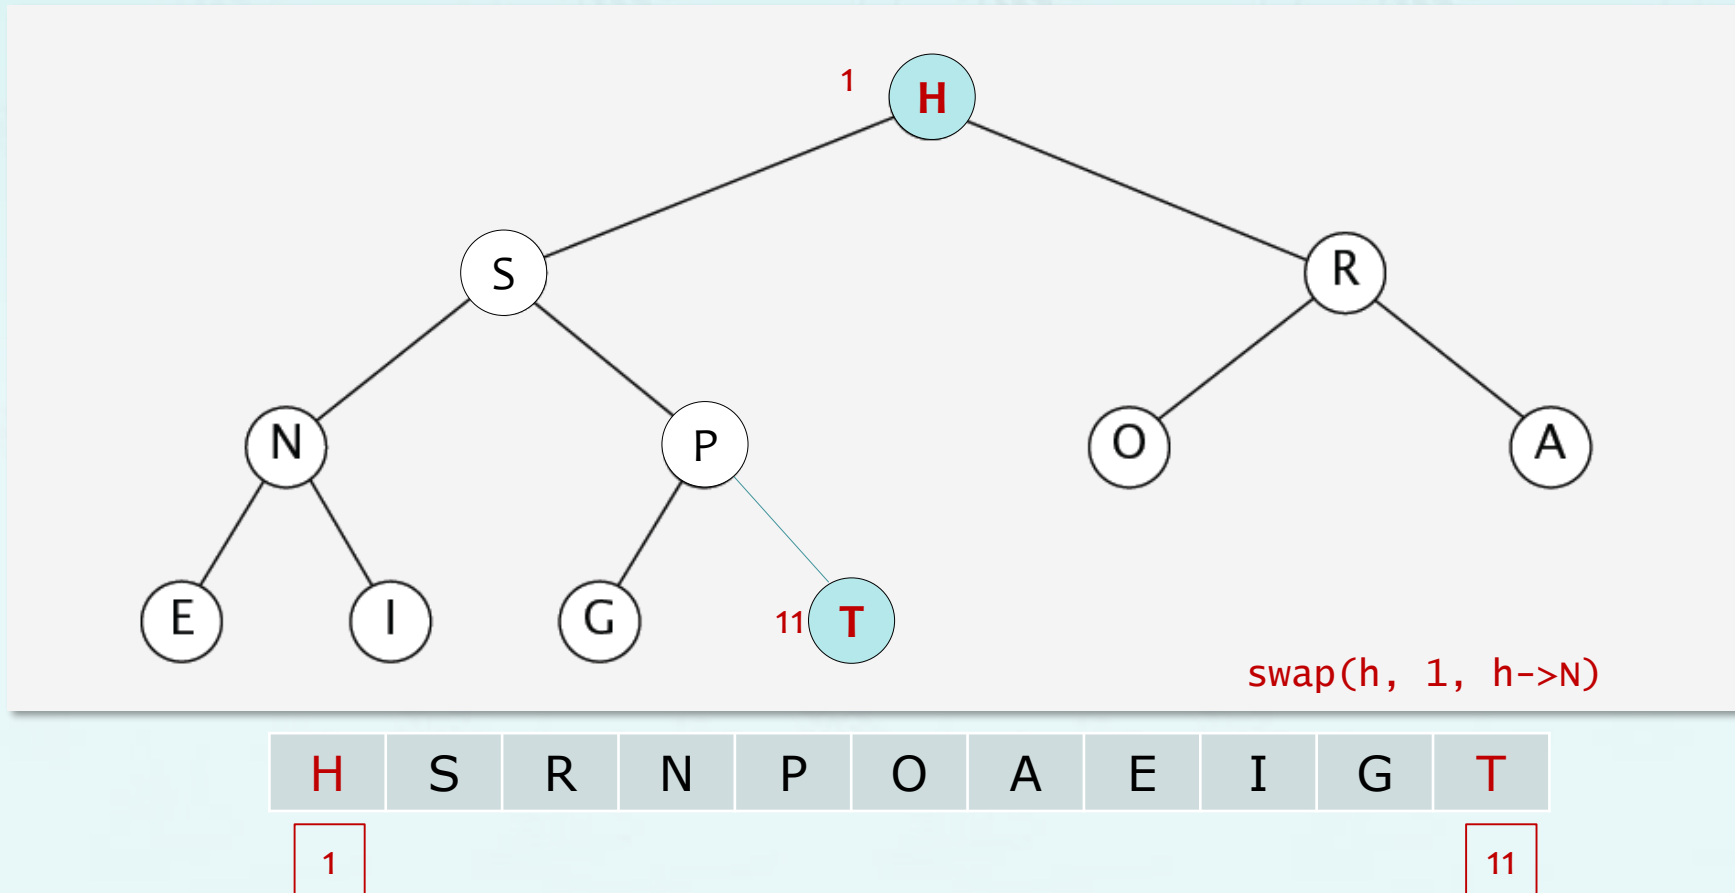 1 H
S R
N P O A
E I G 11 T
swap(h, 1, h->N)
H S R N P O A E I G T
1 11